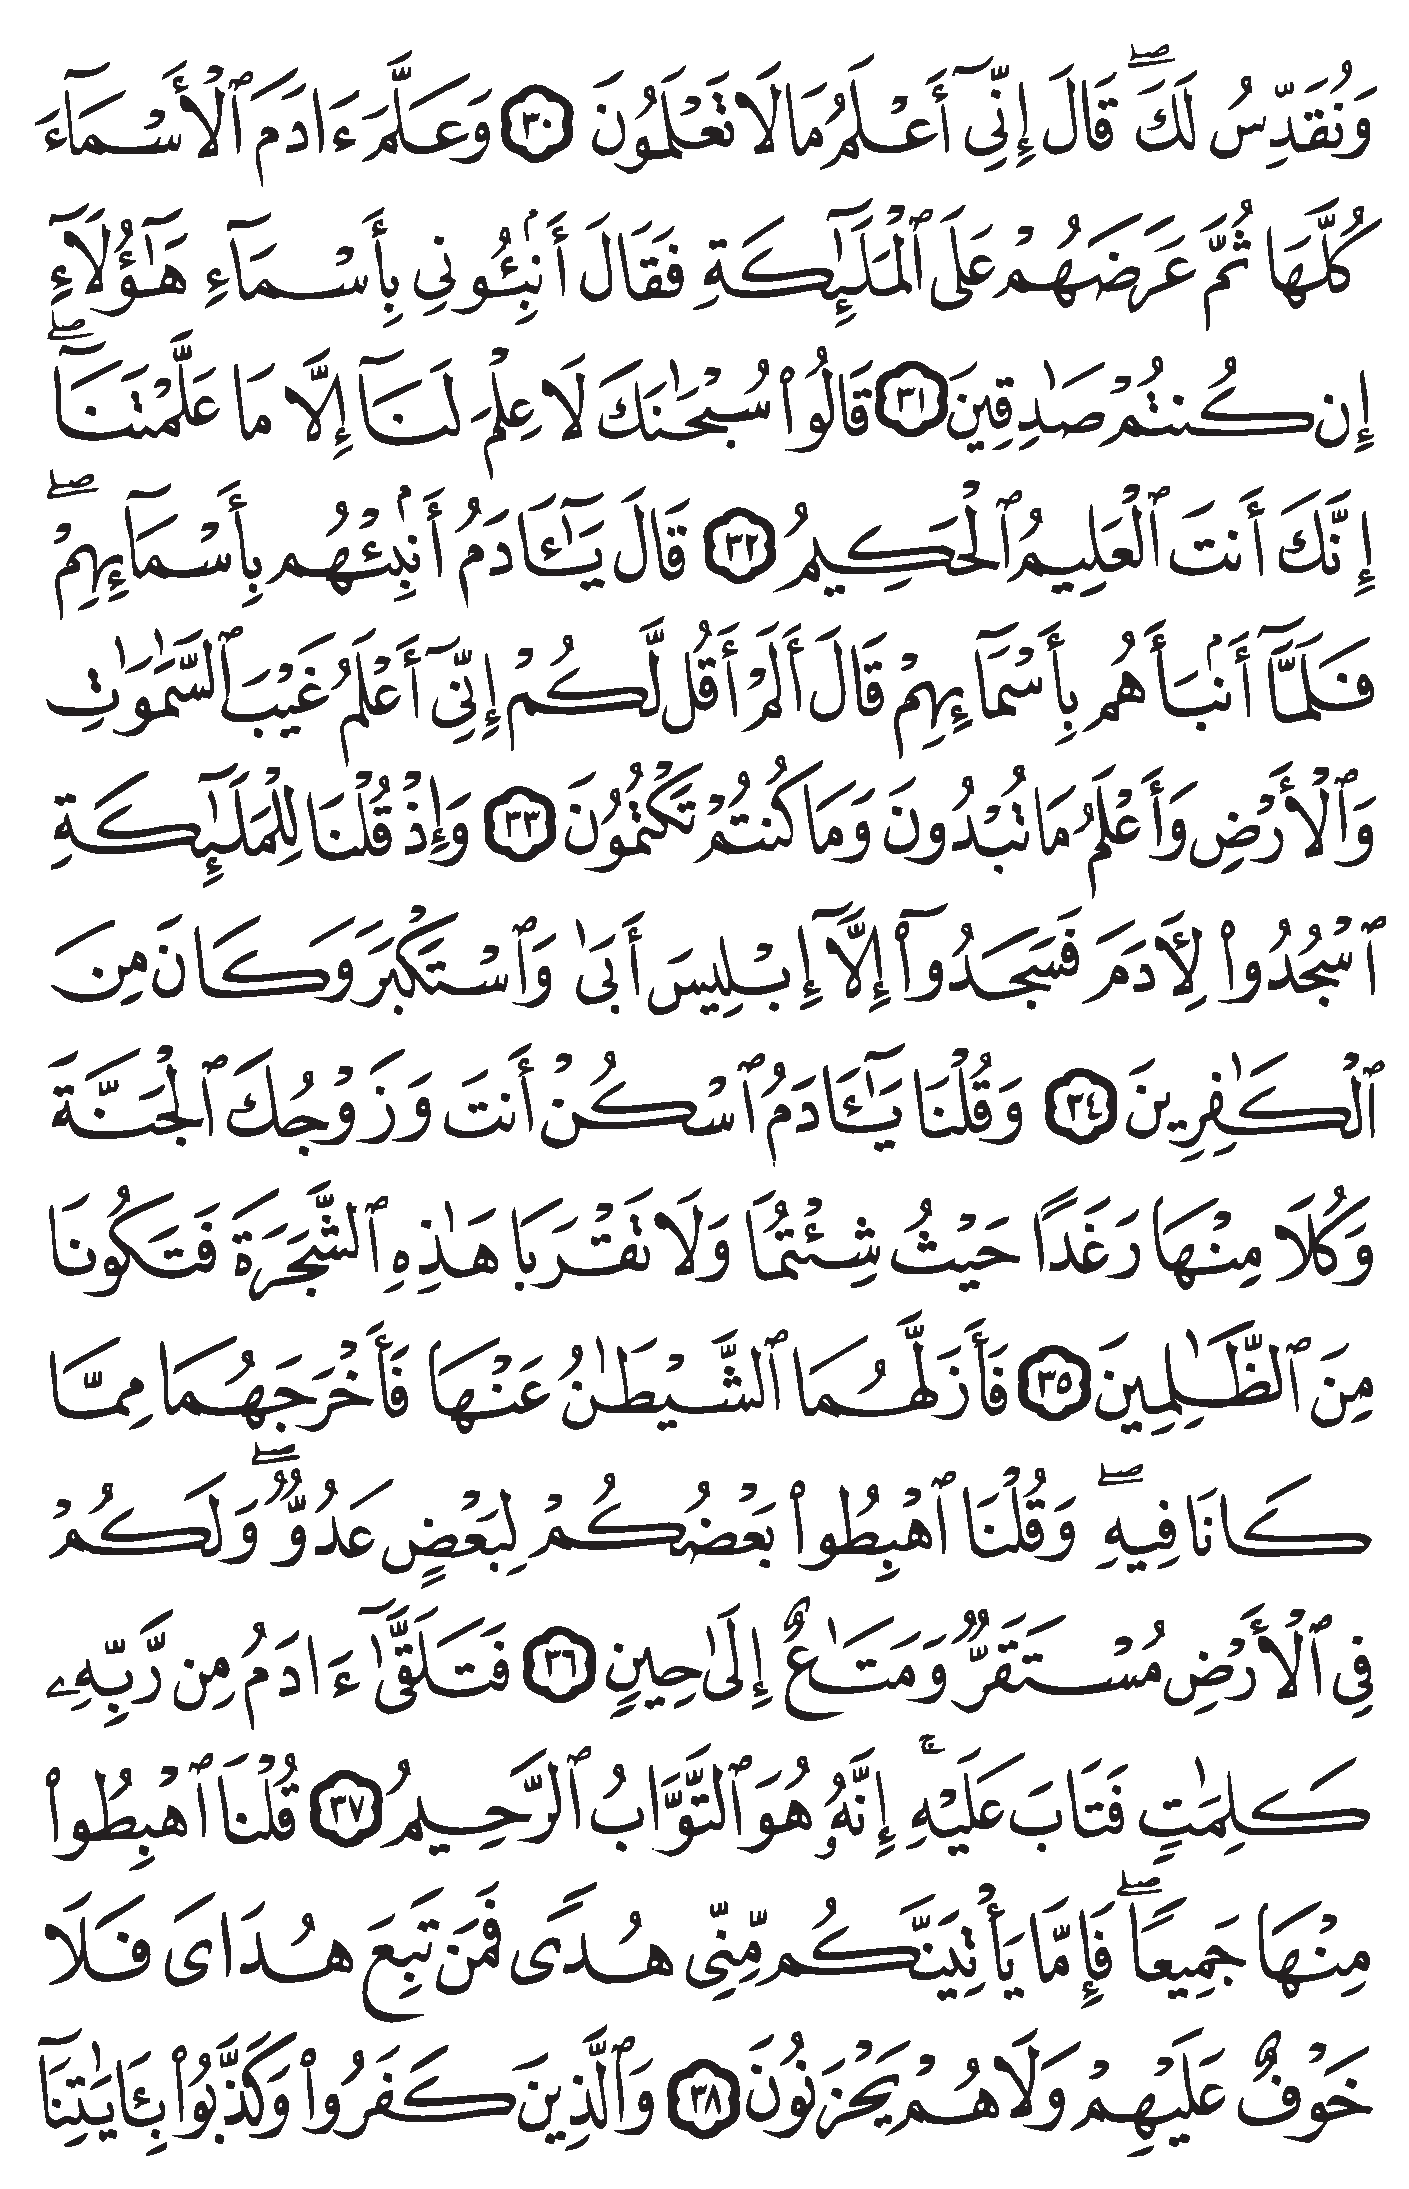 وَنُقَدِّسُ لَكَۖ قَالَ إِنِّيٓ أَعْلَمُ مَا لَا تَعْلَمُونَ ٣٠ وَعَلَّمَ ءَادَمَ ٱلْأَسْمَآءَ
كُلَّهَا ثُمَّ عَرَضَهُمْ عَلَى ٱلْمَلَٰٓئِكَةِ فَقَالَ أَنۢبِـُٔونِي بِأَسْمَآءِ هَٰٓؤُلَآءِ
إِن كُنتُمْ صَٰدِقِينَ ٣١ قَالُوا۟ سُبْحَٰنَكَ لَا عِلْمَ لَنَآ إِلَّا مَا عَلَّمْتَنَآۖ
إِنَّكَ أَنتَ ٱلْعَلِيمُ ٱلْحَكِيمُ ٣٢ قَالَ يَٰٓـَٔادَمُ أَنۢبِئْهُم بِأَسْمَآئِهِمْۖ
فَلَمَّآ أَنۢبَأَهُم بِأَسْمَآئِهِمْ قَالَ أَلَمْ أَقُل لَّكُمْ إِنِّيٓ أَعْلَمُ غَيْبَ ٱلسَّمَٰوَٰتِ
وَٱلْأَرْضِ وَأَعْلَمُ مَا تُبْدُونَ وَمَا كُنتُمْ تَكْتُمُونَ ٣٣ وَإِذْ قُلْنَا لِلْمَلَٰٓئِكَةِ
ٱسْجُدُوا۟ لِـَٔادَمَ فَسَجَدُوٓا۟ إِلَّآ إِبْلِيسَ أَبَىٰ وَٱسْتَكْبَرَ وَكَانَ مِنَ
ٱلْكَٰفِرِينَ ٣٤ وَقُلْنَا يَٰٓـَٔادَمُ ٱسْكُنْ أَنتَ وَزَوْجُكَ ٱلْجَنَّةَ
وَكُلَا مِنْهَا رَغَدًا حَيْثُ شِئْتُمَا وَلَا تَقْرَبَا هَٰذِهِ ٱلشَّجَرَةَ فَتَكُونَا
مِنَ ٱلظَّٰلِمِينَ ٣٥ فَأَزَلَّهُمَا ٱلشَّيْطَٰنُ عَنْهَا فَأَخْرَجَهُمَا مِمَّا
كَانَا فِيهِۖ وَقُلْنَا ٱهْبِطُوا۟ بَعْضُكُمْ لِبَعْضٍ عَدُوٌّۖ وَلَكُمْ
فِي ٱلْأَرْضِ مُسْتَقَرٌّ وَمَتَٰعٌ إِلَىٰ حِينٍ ٣٦ فَتَلَقَّىٰٓ ءَادَمُ مِن رَّبِّهِۦ
كَلِمَٰتٍ فَتَابَ عَلَيْهِۚ إِنَّهُۥ هُوَ ٱلتَّوَّابُ ٱلرَّحِيمُ ٣٧ قُلْنَا ٱهْبِطُوا۟
مِنْهَا جَمِيعًاۖ فَإِمَّا يَأْتِيَنَّكُم مِّنِّي هُدًى فَمَن تَبِعَ هُدَايَ فَلَا
خَوْفٌ عَلَيْهِمْ وَلَا هُمْ يَحْزَنُونَ ٣٨ وَٱلَّذِينَ كَفَرُوا۟ وَكَذَّبُوا۟ بِـَٔايَٰتِنَآ